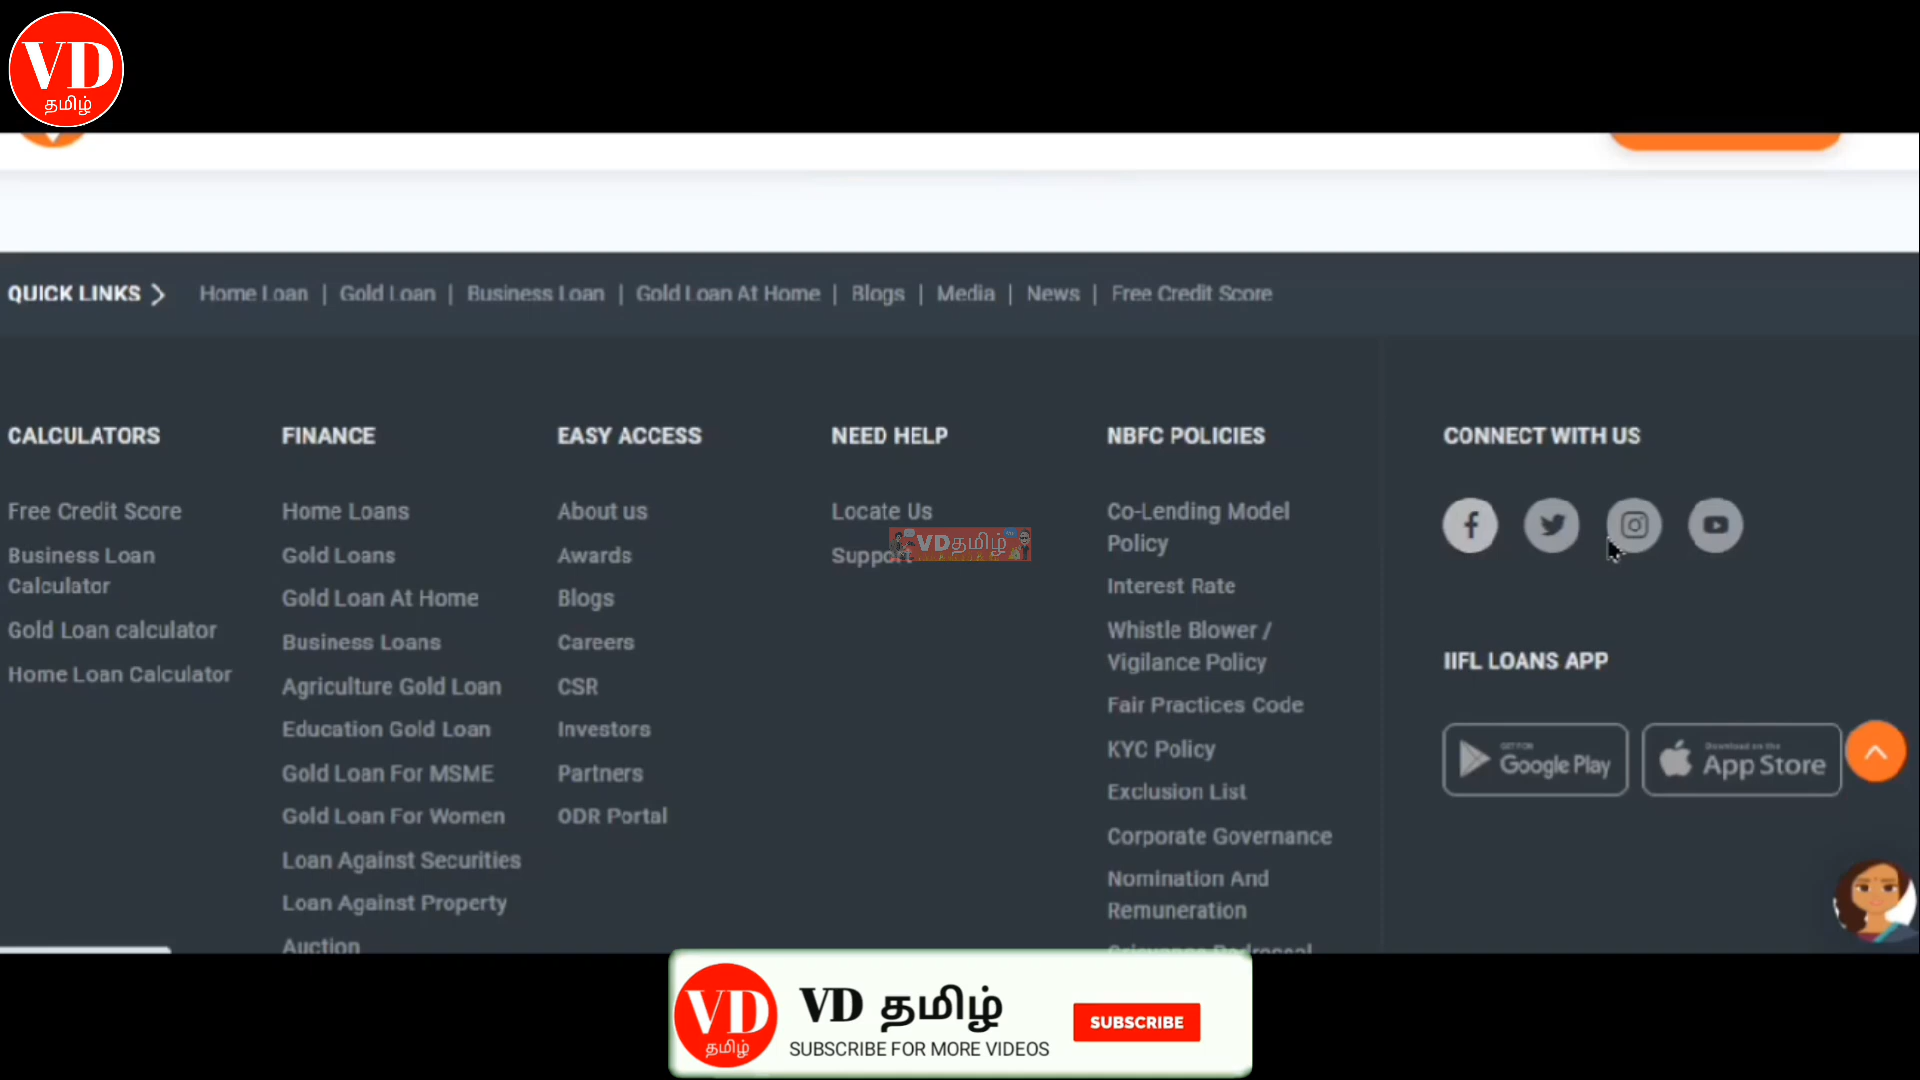 VD
தமிழ்
QUICK LINKS
Home Loan | Gold Loan | Business Loan | Gold Loan At Home | Blogs | Media | News | Free Credit Score
CALCULATORS
Free Credit Score
Business Loan
Calculator
Gold Loan calculator
Home Loan Calculator
FINANCE
Home Loans
Gold Loans
Gold Loan At Home
Business Loans
Agriculture Gold Loan
Education Gold Loan
Gold Loan For MSME
Gold Loan For Women
Loan Against Securities
Loan Against Property
Auction
EASY ACCESS
About us
Awards
Blogs
Careers
CSR
Investors
Partners
ODR Portal
NEED HELP
Locate Us
Support
VDதமிழ்
NBFC POLICIES
Co-Lending Model
Policy
Interest Rate
Whistle Blower /
Vigilance Policy
Fair Practices Code
KYC Policy
Exclusion List
Corporate Governance
Nomination And
Remuneration
CONNECT WITH US
IIFL LOANS APP
GET IT ON
Google Play
Download on the
App Store
VD
தமிழ்
VD தமிழ்
SUBSCRIBE FOR MORE VIDEOS
SUBSCRIBE